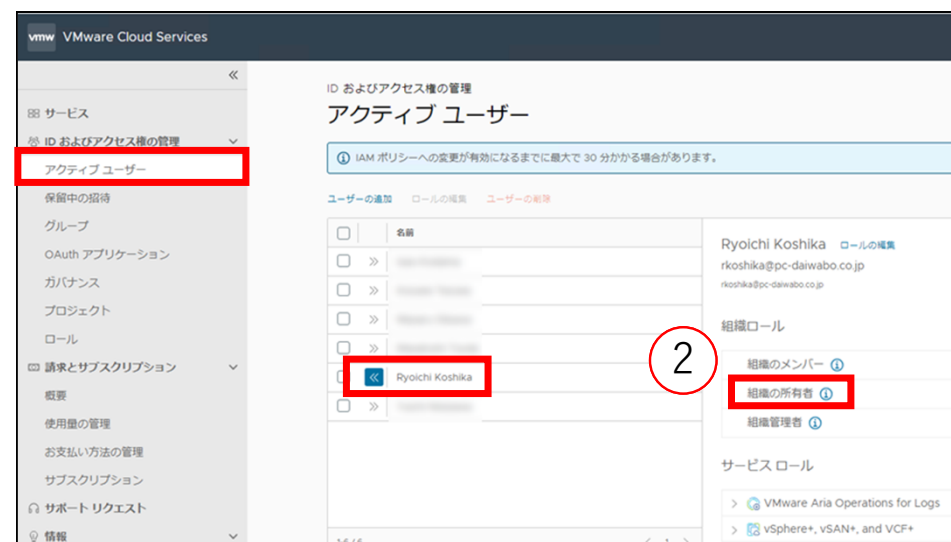 vmw VMware Cloud Services
サービス
ID およびアクセス権の管理
アクティブ ユーザー
保留中の招待
グループ
OAuth アプリケーション
ガバナンス
プロジェクト
ロール
請求とサブスクリプション
概要
使用量の管理
お支払い方法の管理
サブスクリプション
サポート リクエスト
情報
ID およびアクセス権の管理
アクティブ ユーザー
IAM ポリシーへの変更が有効になるまでに最大で 30 分かかる場合があります。
ユーザーの追加 ロールの編集 ユーザーの削除
名前
Ryoichi Koshika
2
Ryoichi Koshika ロールの編集
rkoshika@pc-daiwabo.co.jp
rkoshika@pc-daiwabo.co.jp
組織ロール
組織のメンバー
組織の所有者
組織管理者
サービス ロール
VMware Aria Operations for Logs
vSphere+, vSAN+, and VCF+